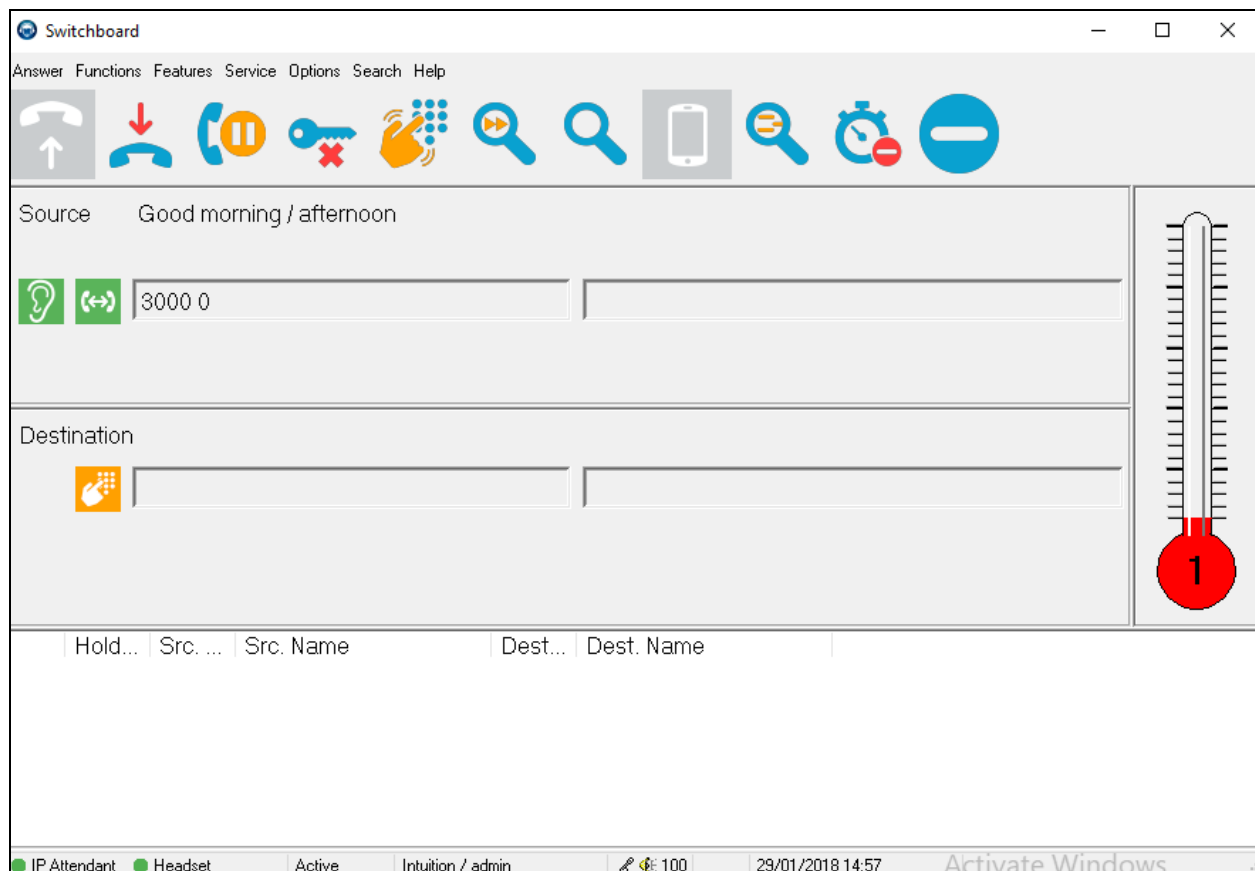 Switchboard
Answer Functions Features Service Options Search Help
Source Good morning / afternoon
3000 0
Destination
1
Hold... Src. ... Src. Name Dest... Dest. Name
IP Attendant Headset Active Intuition / admin 100 29/01/2018 14:57 Activate Windows